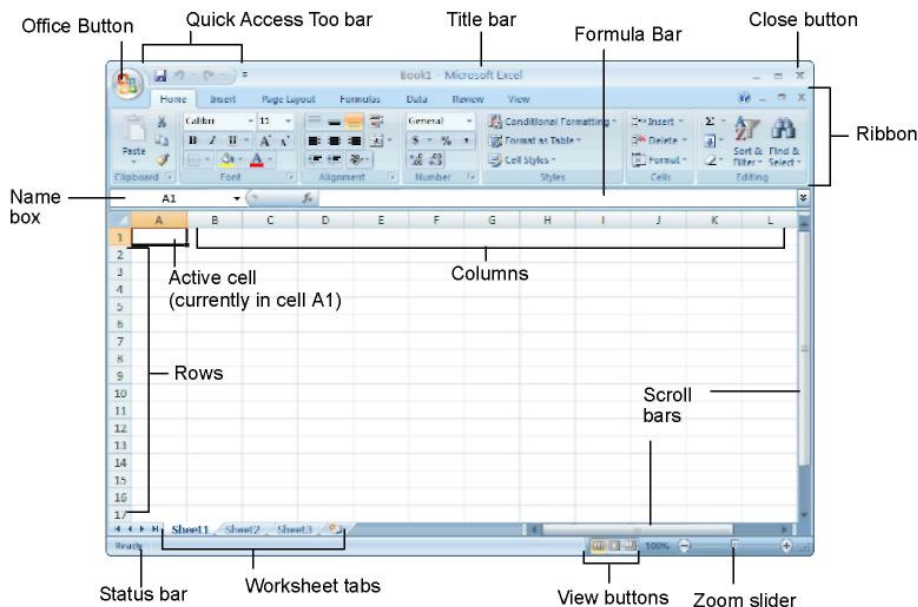 Office Button
Quick Access Too bar
Title bar
Formula Bar
Close button
Book1 - Microsoft Excel
Home Insert Page Layout Formulas Data Review View
Calibri 11 General Conditional Formatting Insert Σ
Paste B I U A A $ % , Format as Table Delete
A Cell Styles Format Sort & Filter Find & Select
Clipboard Font Alignment Number Styles Cells Editing
Ribbon
Name box
A1 fx
A B C D E F G H I J K L
1
2
3
4
5
6
7
8
9
10
11
12
13
14
15
16
17
Active cell
(currently in cell A1)
Columns
Rows
Scroll
bars
Sheet1 Sheet2 Sheet3
Ready 100%
Status bar
Worksheet tabs
View buttons
Zoom slider